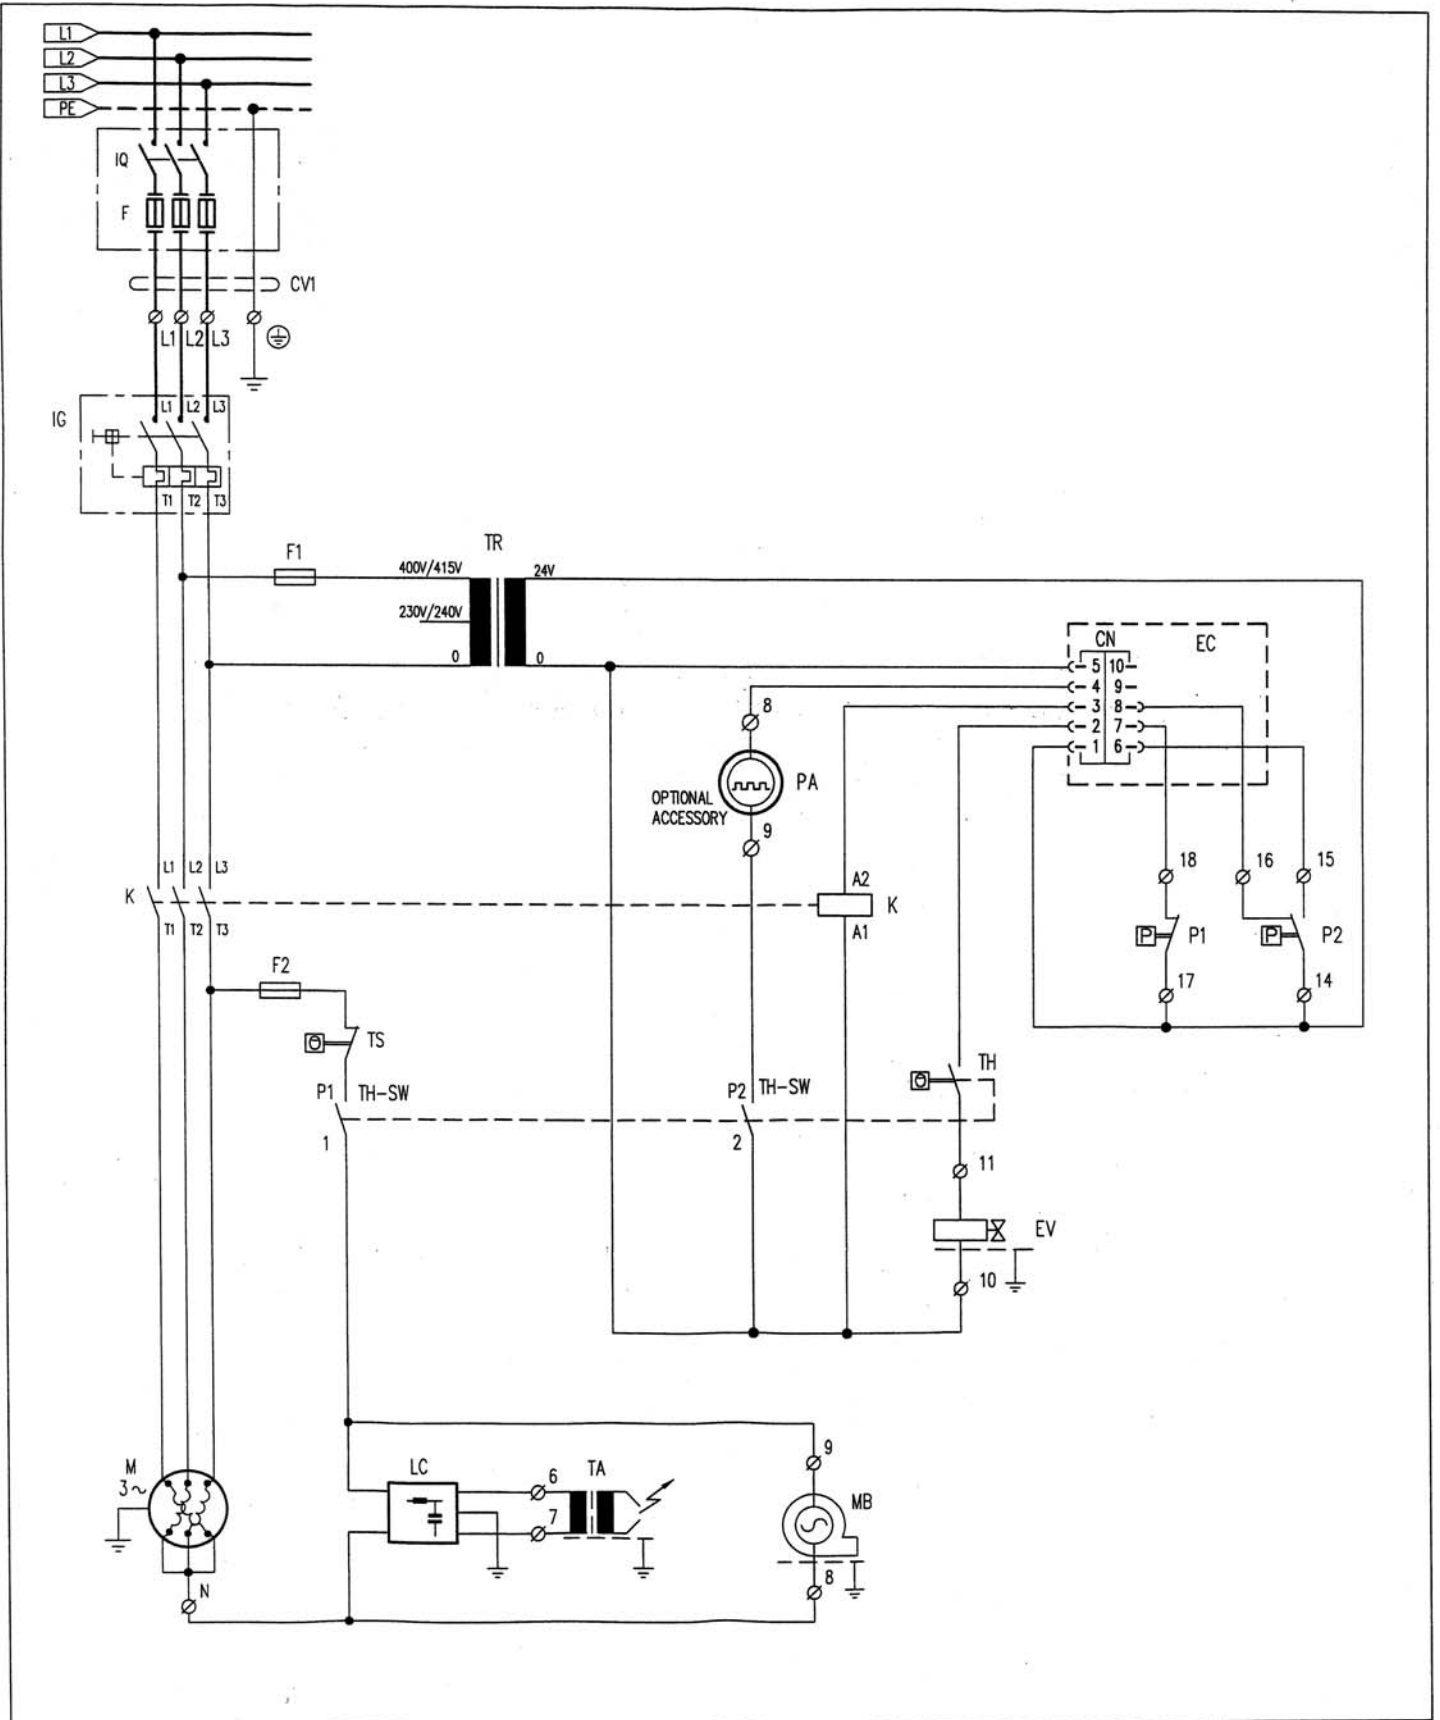 L1
L2
L3
PE
IQ
F
CV1
L1 L2 L3
IG
L1 L2 L3
T1 T2 T3
F1
400V/415V
TR
24V
230V/240V
0
0
CN
EC
5 10
4 9
3 8
2 7
1 6
8
PA
OPTIONAL
ACCESSORY
9
18
16
15
L1 L2 L3
K
A2
K
A1
T1 T2 T3
P
P1
P
P2
F2
17
14
TS
TH
P1 TH-SW
P2 TH-SW
1
2
11
EV
10
M
3~
LC
6
TA
9
7
MB
8
N